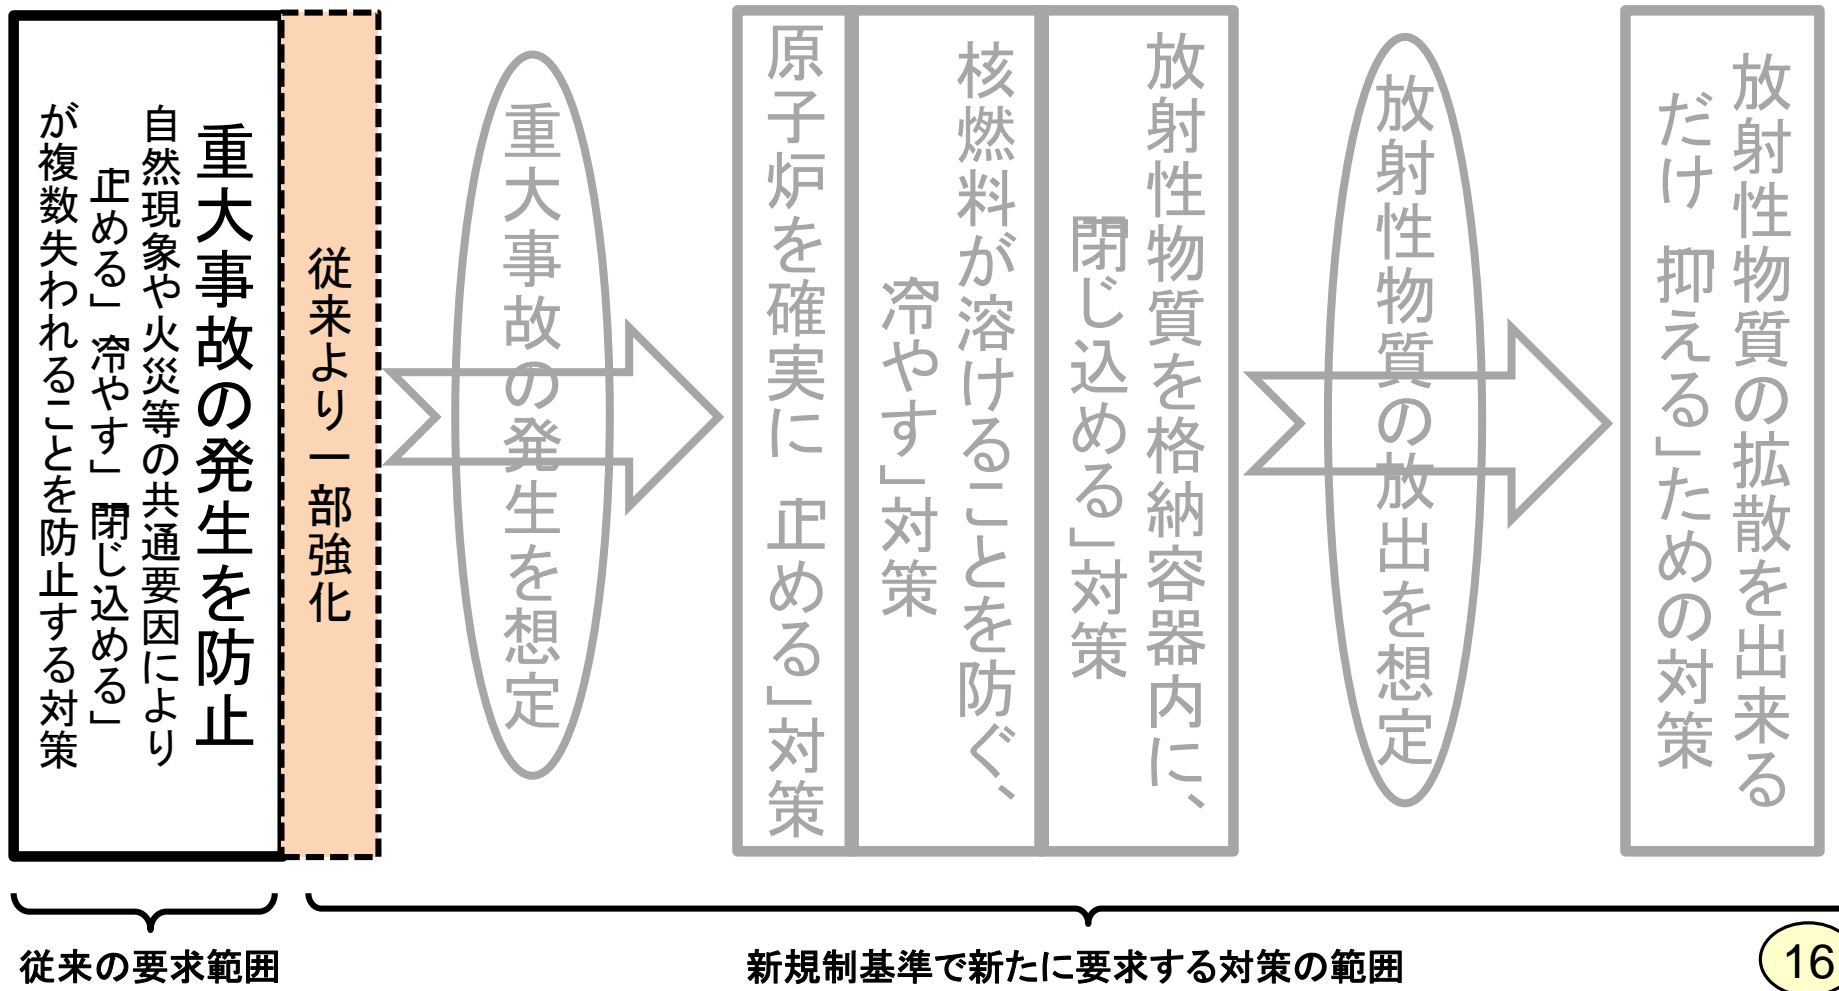 重大事故の発生を防止
自然現象や火災等の共通要因により
「止める」「冷やす」「閉じ込める」
が複数失われることを防止する対策
従来より一部強化
重大事故の発生を想定
原子炉を確実に「止める」対策
核燃料が溶けることを防ぐ、
「冷やす」対策
放射性物質を格納容器内に、
「閉じ込める」対策
放射性物質の放出を想定
放射性物質の拡散を出来る
だけ「抑える」ための対策
従来の要求範囲
新規制基準で新たに要求する対策の範囲
16